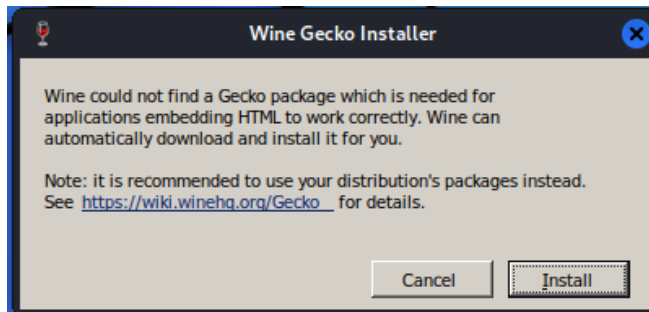 Wine Gecko Installer
Wine could not find a Gecko package which is needed for
applications embedding HTML to work correctly. Wine can
automatically download and install it for you.
Note: it is recommended to use your distribution's packages instead.
See https://wiki.winehq.org/Gecko for details.
Cancel
Install